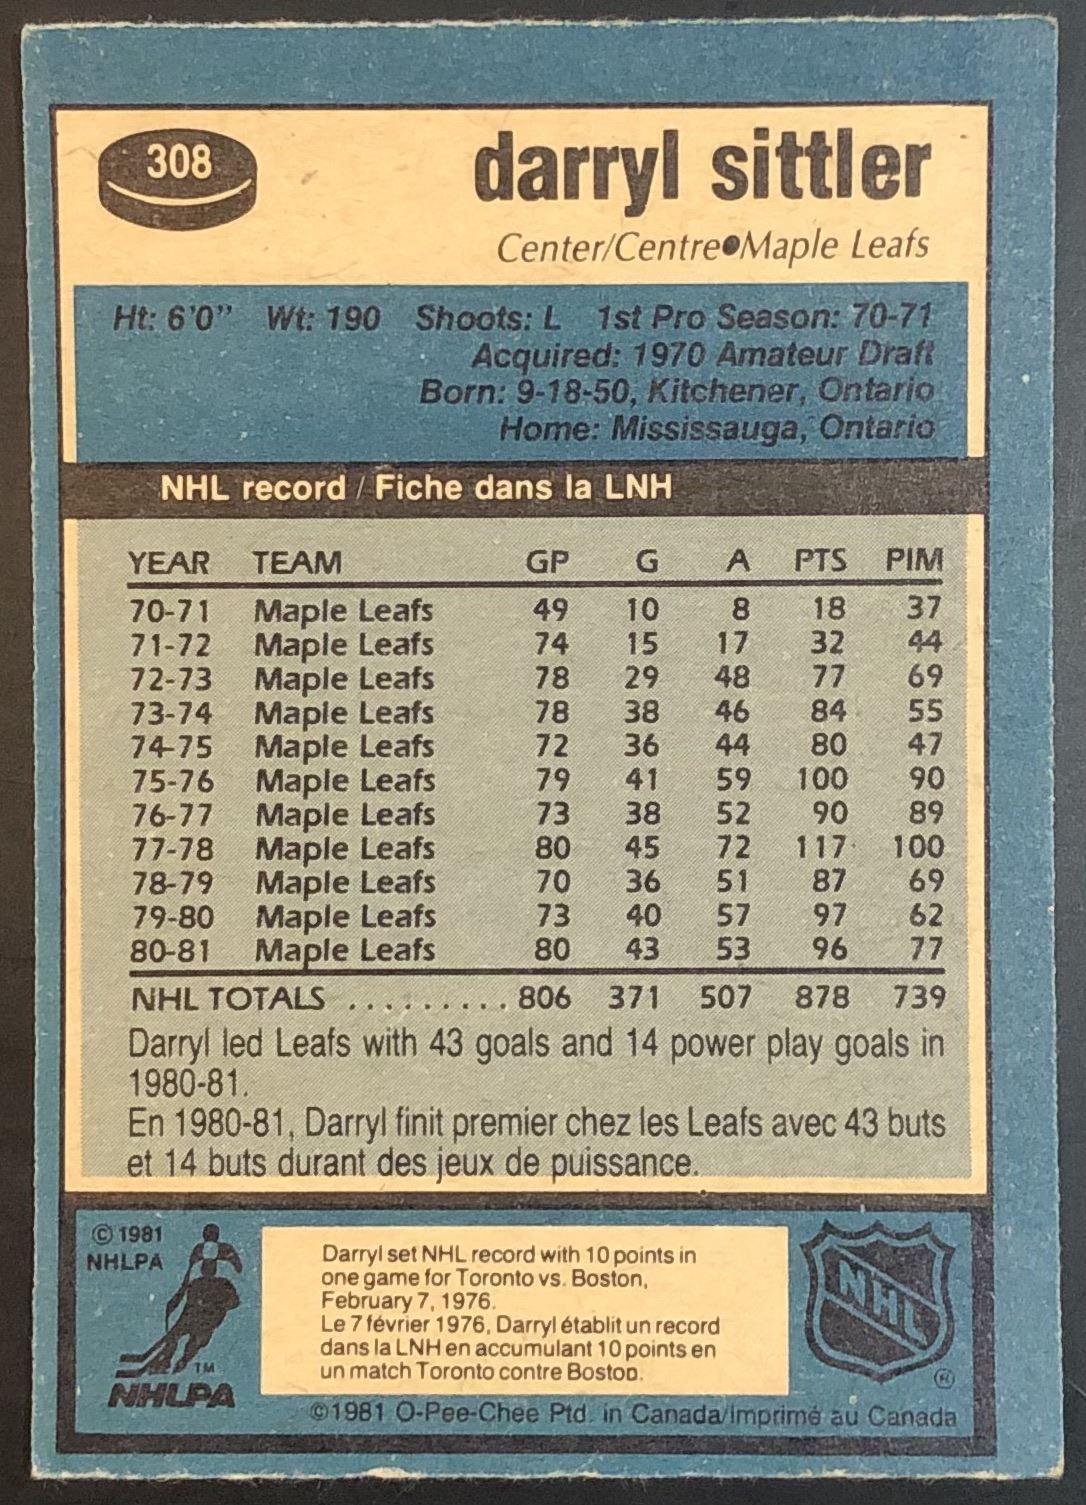 308
darryl sittler
Center/Centre●Maple Leafs
Ht: 6'0" Wt: 190 Shoots: L 1st Pro Season: 70-71
Acquired: 1970 Amateur Draft
Born: 9-18-50, Kitchener, Ontario
Home: Mississauga, Ontario
NHL record / Fiche dans la LNH
YEAR TEAM GP G A PTS PIM
70-71 Maple Leafs 49 10 8 18 37
71-72 Maple Leafs 74 15 17 32 44
72-73 Maple Leafs 78 29 48 77 69
73-74 Maple Leafs 78 38 46 84 55
74-75 Maple Leafs 72 36 44 80 47
75-76 Maple Leafs 79 41 59 100 90
76-77 Maple Leafs 73 38 52 90 89
77-78 Maple Leafs 80 45 72 117 100
78-79 Maple Leafs 70 36 51 87 69
79-80 Maple Leafs 73 40 57 97 62
80-81 Maple Leafs 80 43 53 96 77
NHL TOTALS . . . . . . . . . 806 371 507 878 739
Darryl led Leafs with 43 goals and 14 power play goals in
1980-81.
En 1980-81, Darryl finit premier chez les Leafs avec 43 buts
et 14 buts durant des jeux de puissance.
© 1981
NHLPA
TM
NHLPA
Darryl set NHL record with 10 points in
one game for Toronto vs. Boston,
February 7, 1976.
Le 7 février 1976, Darryl établit un record
dans la LNH en accumulant 10 points en
un match Toronto contre Boston.
NHL
®
©1981 O-Pee-Chee Ptd. in Canada/Imprimé au Canada